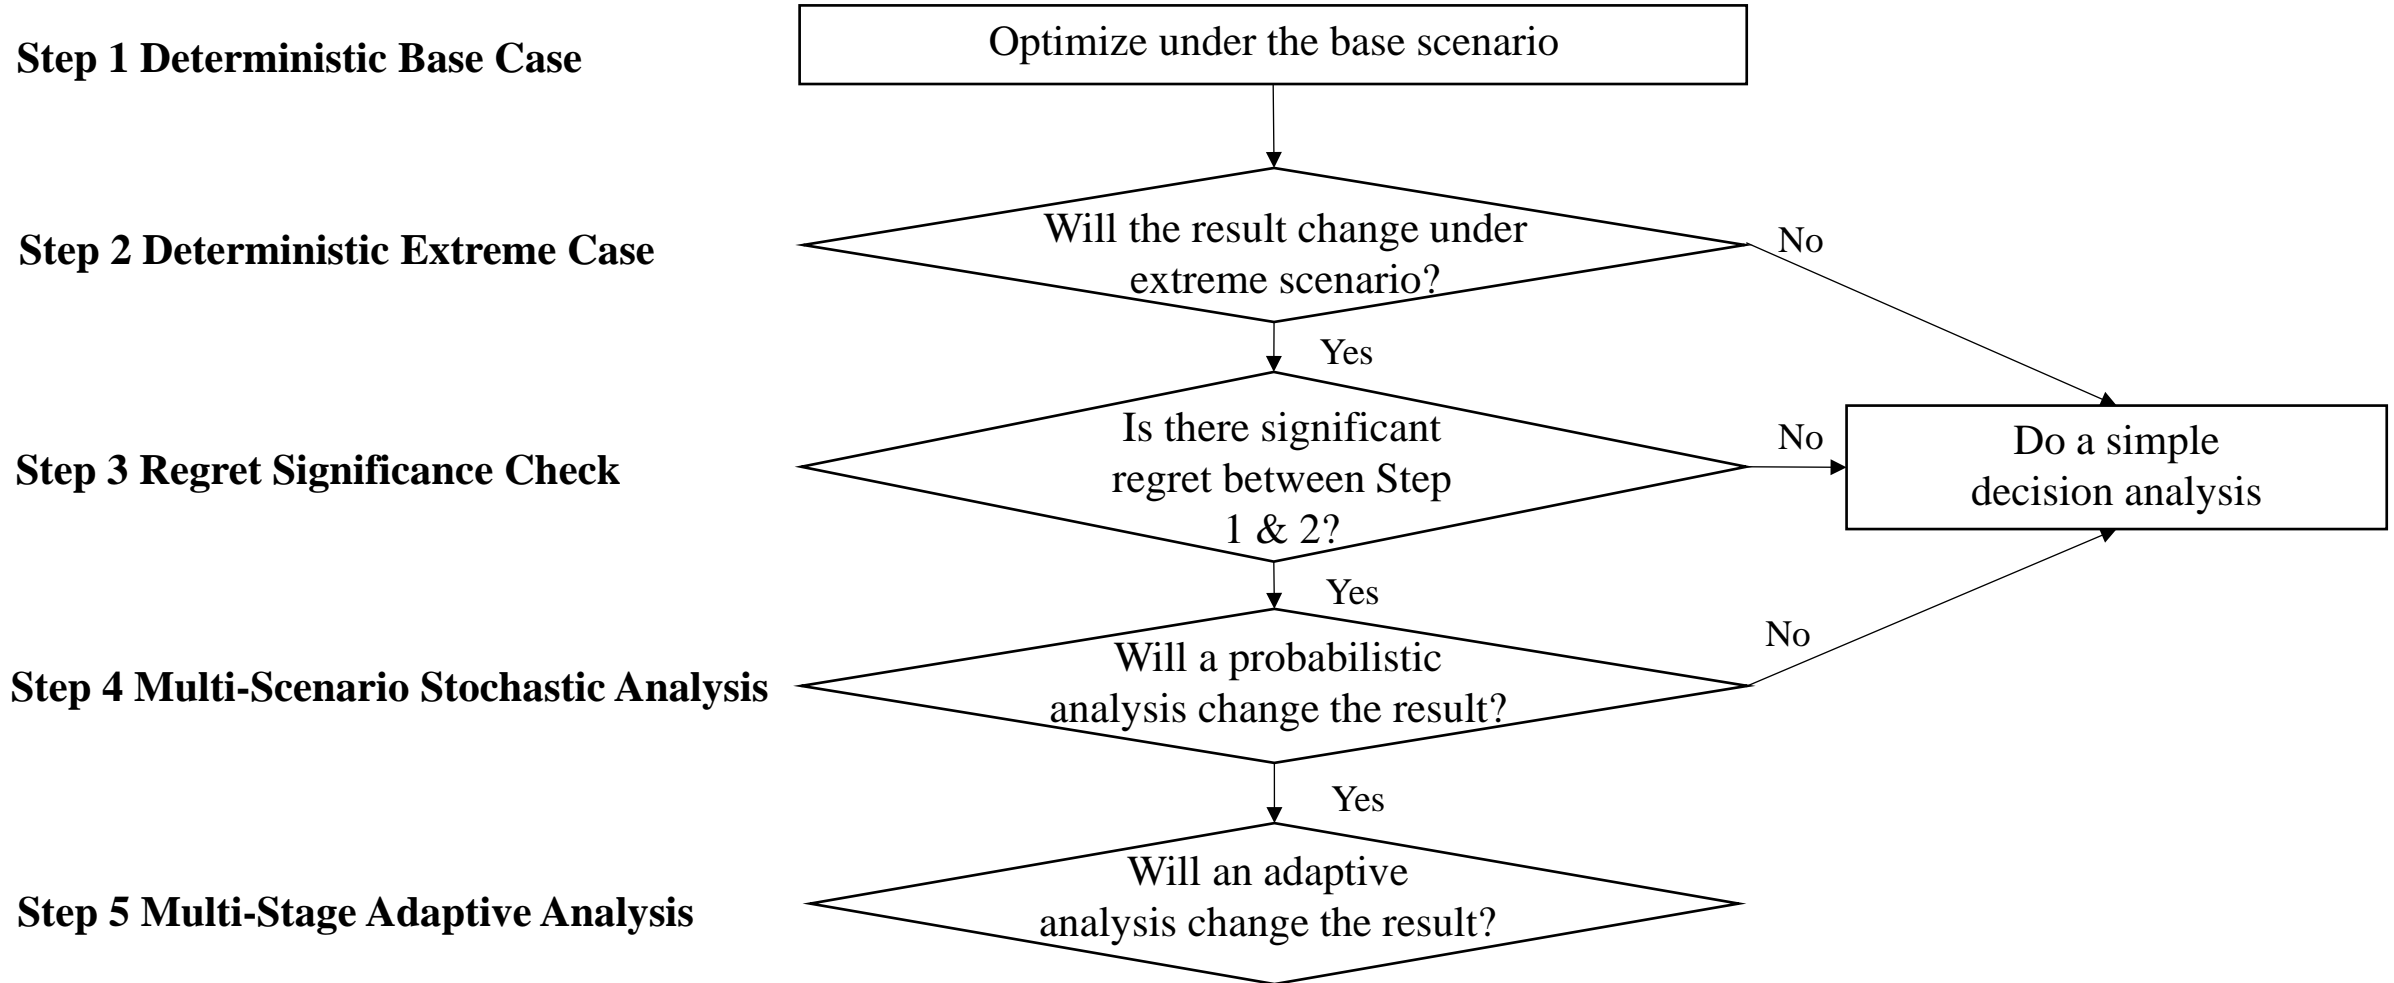 Step 1 Deterministic Base Case
Optimize under the base scenario
Step 2 Deterministic Extreme Case
Will the result change under
extreme scenario?
No
Yes
Step 3 Regret Significance Check
Is there significant
regret between Step
1 & 2?
No
Do a simple
decision analysis
Yes
Step 4 Multi-Scenario Stochastic Analysis
Will a probabilistic
analysis change the result?
No
Yes
Step 5 Multi-Stage Adaptive Analysis
Will an adaptive
analysis change the result?